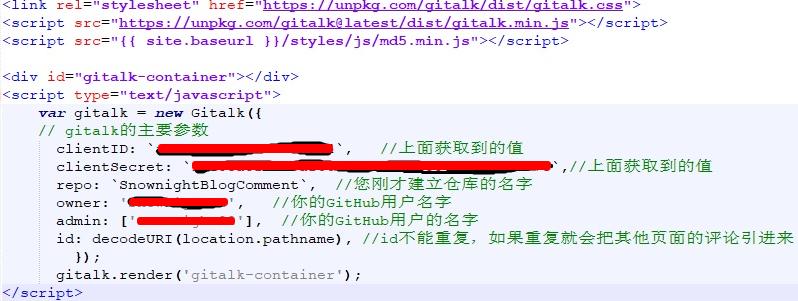 <link rel="stylesheet" href="https://unpkg.com/gitalk/dist/gitalk.css">
<script src="https://unpkg.com/gitalk@latest/dist/gitalk.min.js"></script>
<script src="{{ site.baseurl }}/styles/js/md5.min.js"></script>
<div id="gitalk-container"></div>
<script type="text/javascript">
var gitalk = new Gitalk({
// gitalk的主要参数
clientID: ` `, //上面获取到的值
clientSecret: ` `,//上面获取到的值
repo: `SnownightBlogComment`, //您刚才建立仓库的名字
owner: ' ', //你的GitHub用户名字
admin: [' '], //你的GitHub用户的名字
id: decodeURI(location.pathname), //id不能重复，如果重复就会把其他页面的评论引进来
});
gitalk.render('gitalk-container');
</script>